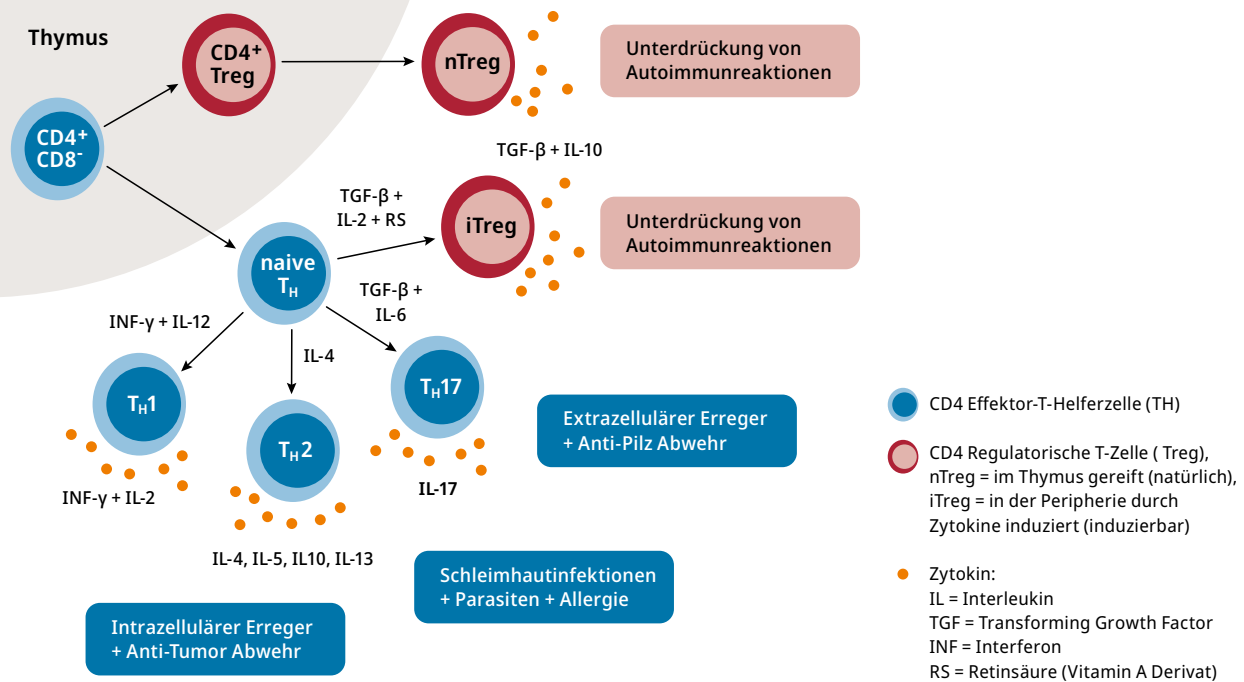 Thymus
CD4+
Treg
nTreg
Unterdrückung von
Autoimmunreaktionen
CD4+
CD8-
TGF-β + IL-10
TGF-β +
IL-2 + RS
iTreg
Unterdrückung von
Autoimmunreaktionen
naive
TH
TGF-β +
IL-6
INF-γ + IL-12
IL-4
TH1
TH2
TH17
INF-γ + IL-2
IL-17
IL-4, IL-5, IL10, IL-13
Extrazellulärer Erreger
+ Anti-Pilz Abwehr
Schleimhautinfektionen
+ Parasiten + Allergie
Intrazellulärer Erreger
+ Anti-Tumor Abwehr
CD4 Effektor-T-Helferzelle (TH)
CD4 Regulatorische T-Zelle ( Treg),
nTreg = im Thymus gereift (natürlich),
iTreg = in der Peripherie durch
Zytokine induziert (induzierbar)
Zytokin:
IL = Interleukin
TGF = Transforming Growth Factor
INF = Interferon
RS = Retinsäure (Vitamin A Derivat)